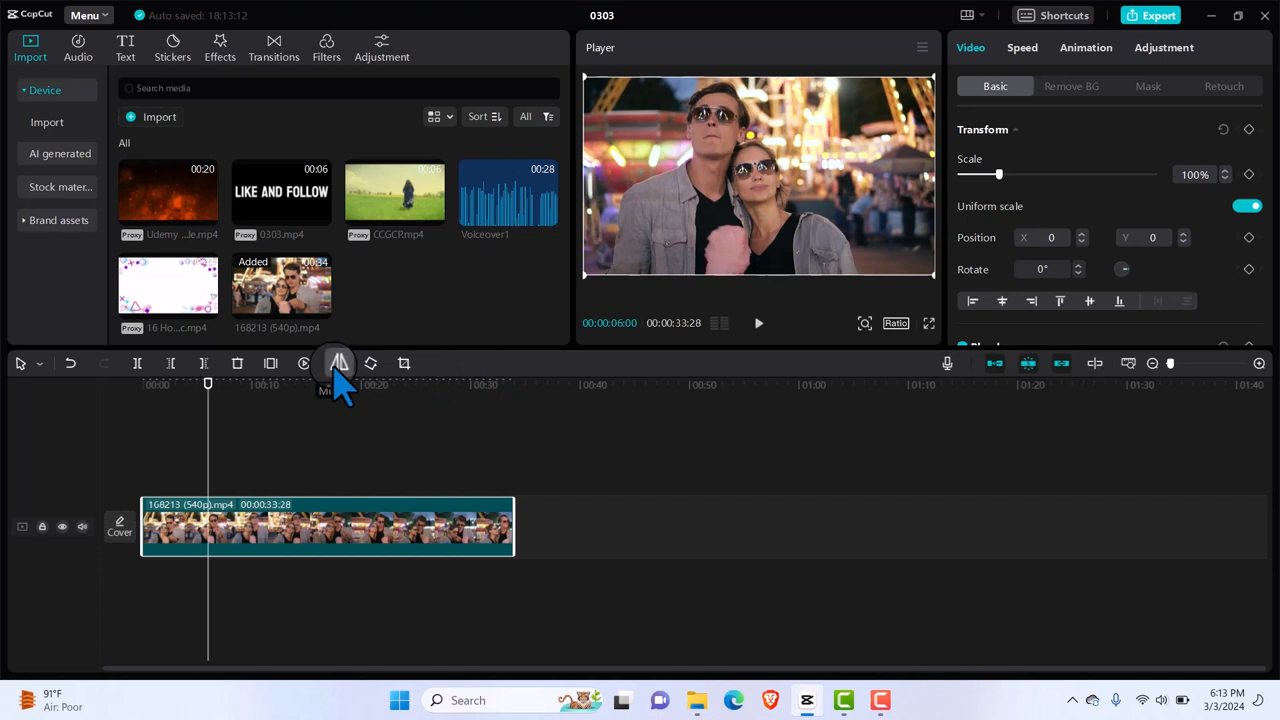 CapCut
Menu
Auto saved: 18:13:12
0303
Shortcuts
Export
Import
Audio
Text
Stickers
Effects
Transitions
Filters
Adjustment
Device
Import
AI generated
Stock mater...
Brand assets
Search media
Import
Sort
All
All
00:20
Proxy
Udemy ...le.mp4
LIKE AND FOLLOW
00:06
Proxy
0303.mp4
00:06
Proxy
CCGCP.mp4
00:28
Voiceover1
Proxy
16 Ho...c.mp4
Added
00:34
168213 (540p).mp4
Player
00:00:06:00
00:00:33:28
Ratio
Video
Speed
Animation
Adjustment
Basic
Remove BG
Mask
Retouch
Transform
Scale
100%
Uniform scale
Position
X 0
Y 0
Rotate
0°
00:00
00:10
00:20
00:30
00:40
00:50
01:00
01:10
01:20
01:30
01:40
Cover
168213 (540p).mp4 00:00:33:28
91°F
Air: Poor
Search
6:13 PM
3/3/2024